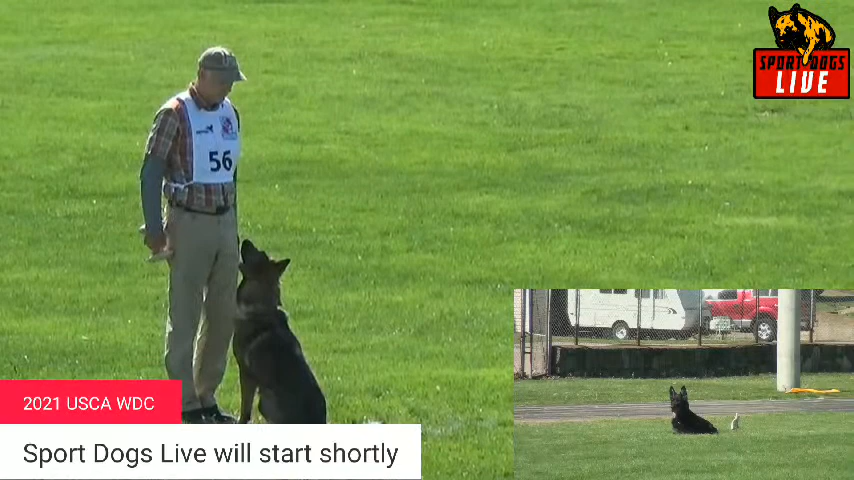 SPORT DOGS
LIVE
56
2021 USCA WDC
Sport Dogs Live will start shortly